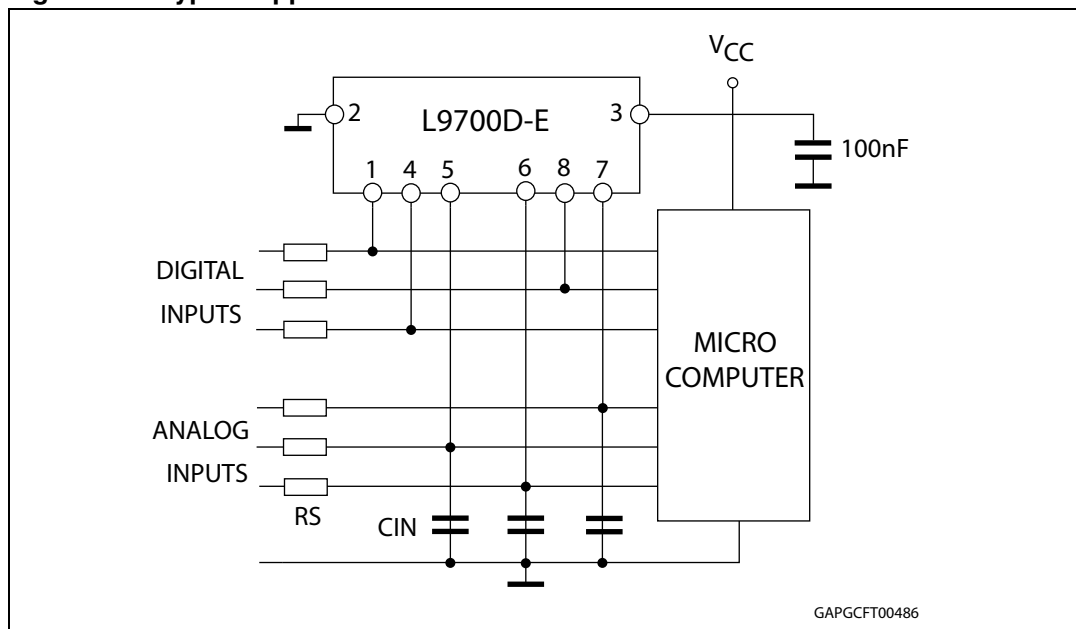 VCC
2
L9700D-E
3
100nF
1 4 5 6 8 7
DIGITAL
INPUTS
MICRO
COMPUTER
ANALOG
INPUTS
RS
CIN
GAPGCFT00486